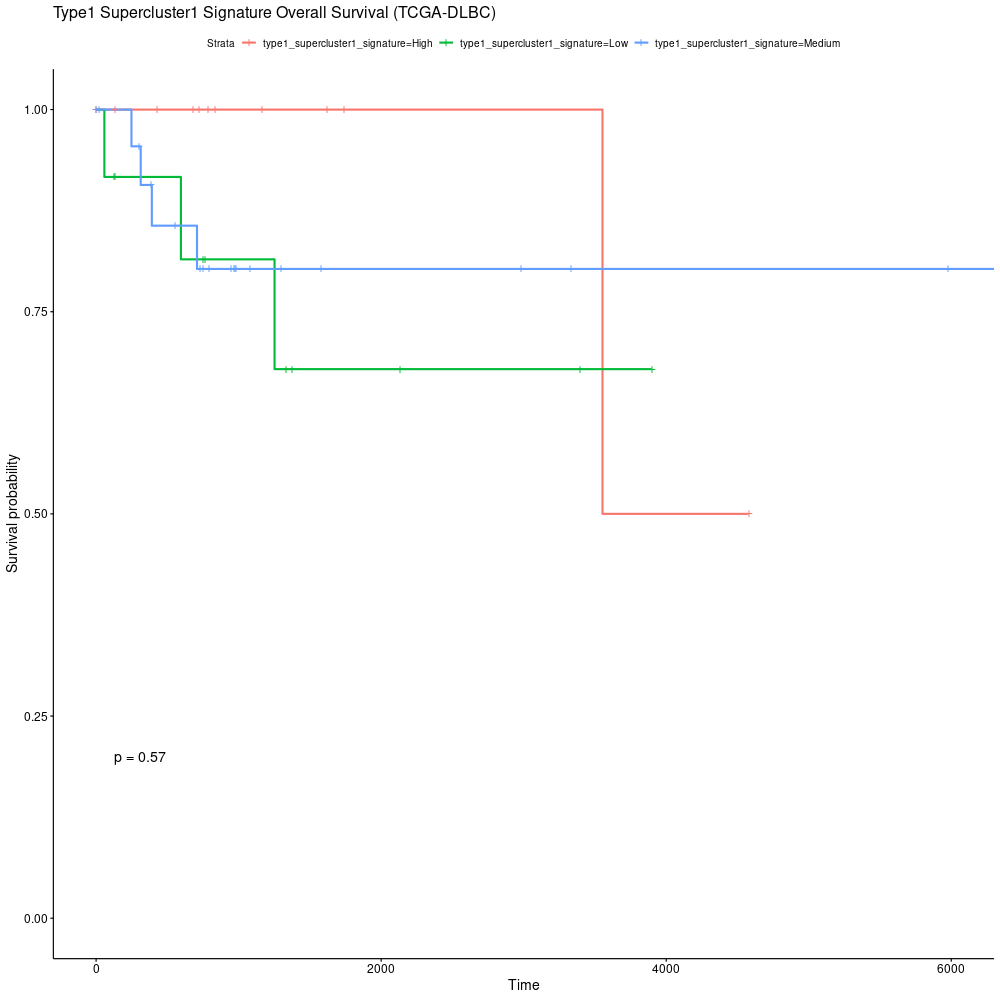 Type1 Supercluster1 Signature Overall Survival (TCGA-DLBC)
Strata type1_supercluster1_signature=High type1_supercluster1_signature=Low type1_supercluster1_signature=Medium
1.00
0.75
0.50
0.25
0.00
Survival probability
p = 0.57
0 2000 4000 6000
Time